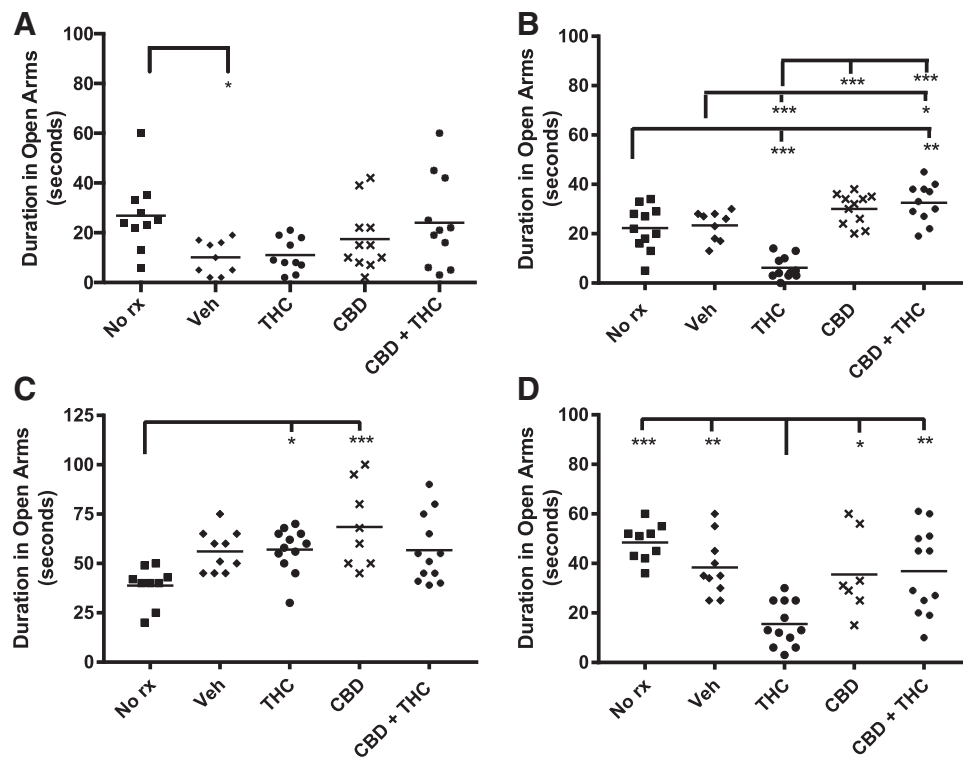 A
Duration in Open Arms
(seconds)
100
80
60
40
20
0
*
No rx
Veh
THC
CBD
CBD + THC
B
Duration in Open Arms
(seconds)
100
80
60
40
20
0
***
***
***
*
***
**
No rx
Veh
THC
CBD
CBD + THC
C
Duration in Open Arms
(seconds)
125
100
75
50
25
0
*
***
No rx
Veh
THC
CBD
CBD + THC
D
Duration in Open Arms
(seconds)
100
80
60
40
20
0
***
**
*
**
No rx
Veh
THC
CBD
CBD + THC